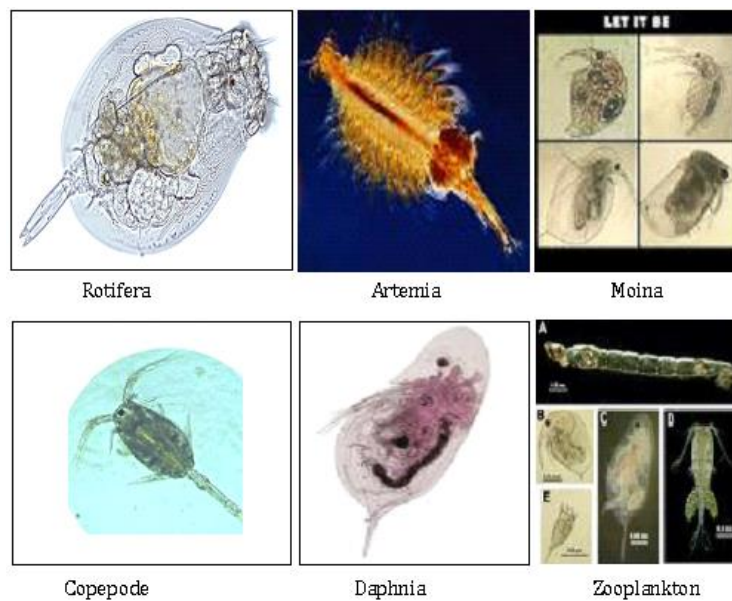 LET IT BE
Rotifera
Artemia
Moina
A
B
C
D
E
Copepode
Daphnia
Zooplankton